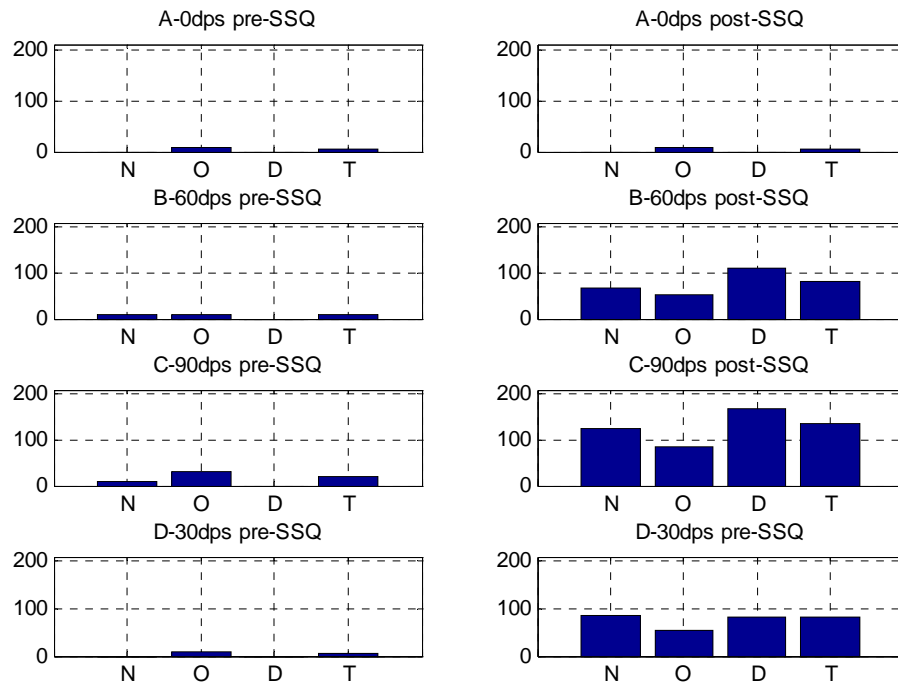 A-0dps pre-SSQ
200
100
0
N O D T
A-0dps post-SSQ
200
100
0
N O D T
B-60dps pre-SSQ
200
100
0
N O D T
B-60dps post-SSQ
200
100
0
N O D T
C-90dps pre-SSQ
200
100
0
N O D T
C-90dps post-SSQ
200
100
0
N O D T
D-30dps pre-SSQ
200
100
0
N O D T
D-30dps pre-SSQ
200
100
0
N O D T